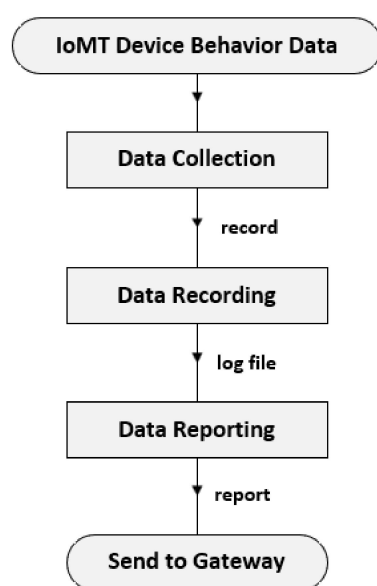 IoMT Device Behavior Data
Data Collection
record
Data Recording
log file
Data Reporting
report
Send to Gateway